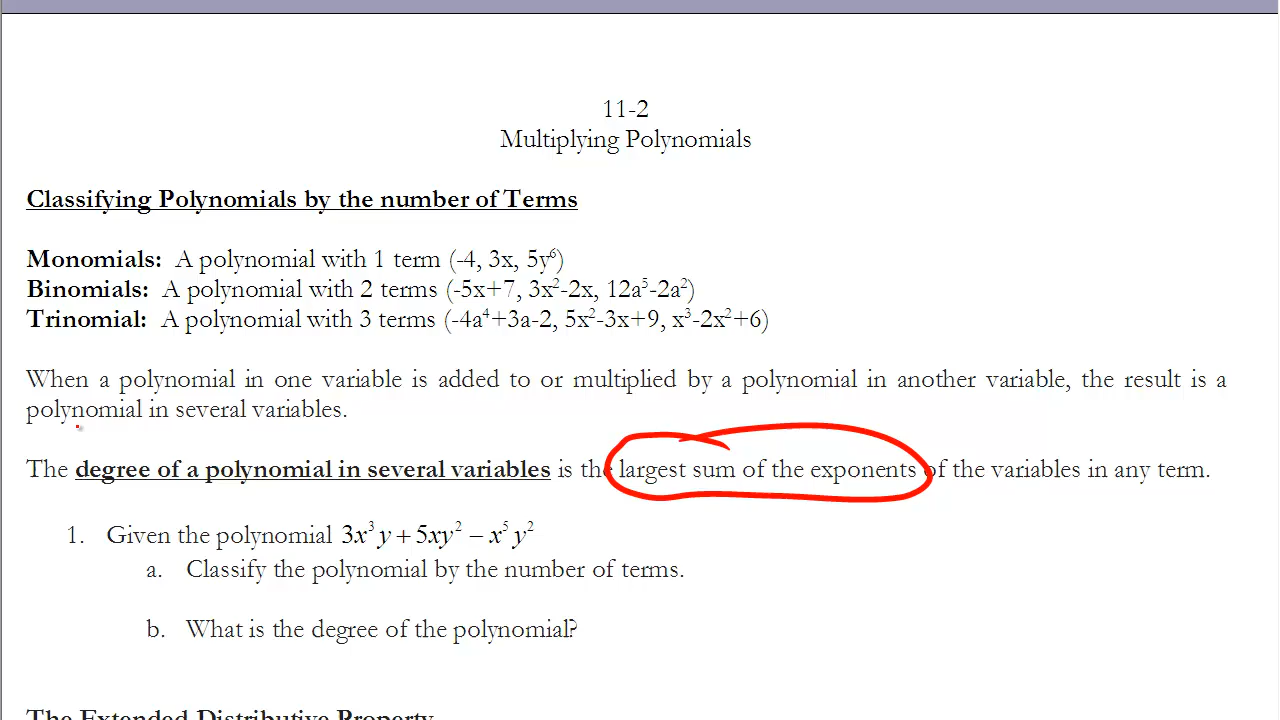 11-2
Multiplying Polynomials
Classifying Polynomials by the number of Terms
Monomials: A polynomial with 1 term (-4, 3x, 5y⁶)
Binomials: A polynomial with 2 terms (-5x+7, 3x²-2x, 12a⁵-2a²)
Trinomial: A polynomial with 3 terms (-4a⁴+3a-2, 5x²-3x+9, x³-2x²+6)
When a polynomial in one variable is added to or multiplied by a polynomial in another variable, the result is a
polynomial in several variables.
The degree of a polynomial in several variables is the largest sum of the exponents of the variables in any term.
1. Given the polynomial 3x³y + 5xy² − x⁵y²
a. Classify the polynomial by the number of terms.
b. What is the degree of the polynomial?
The Extended Distributive Property